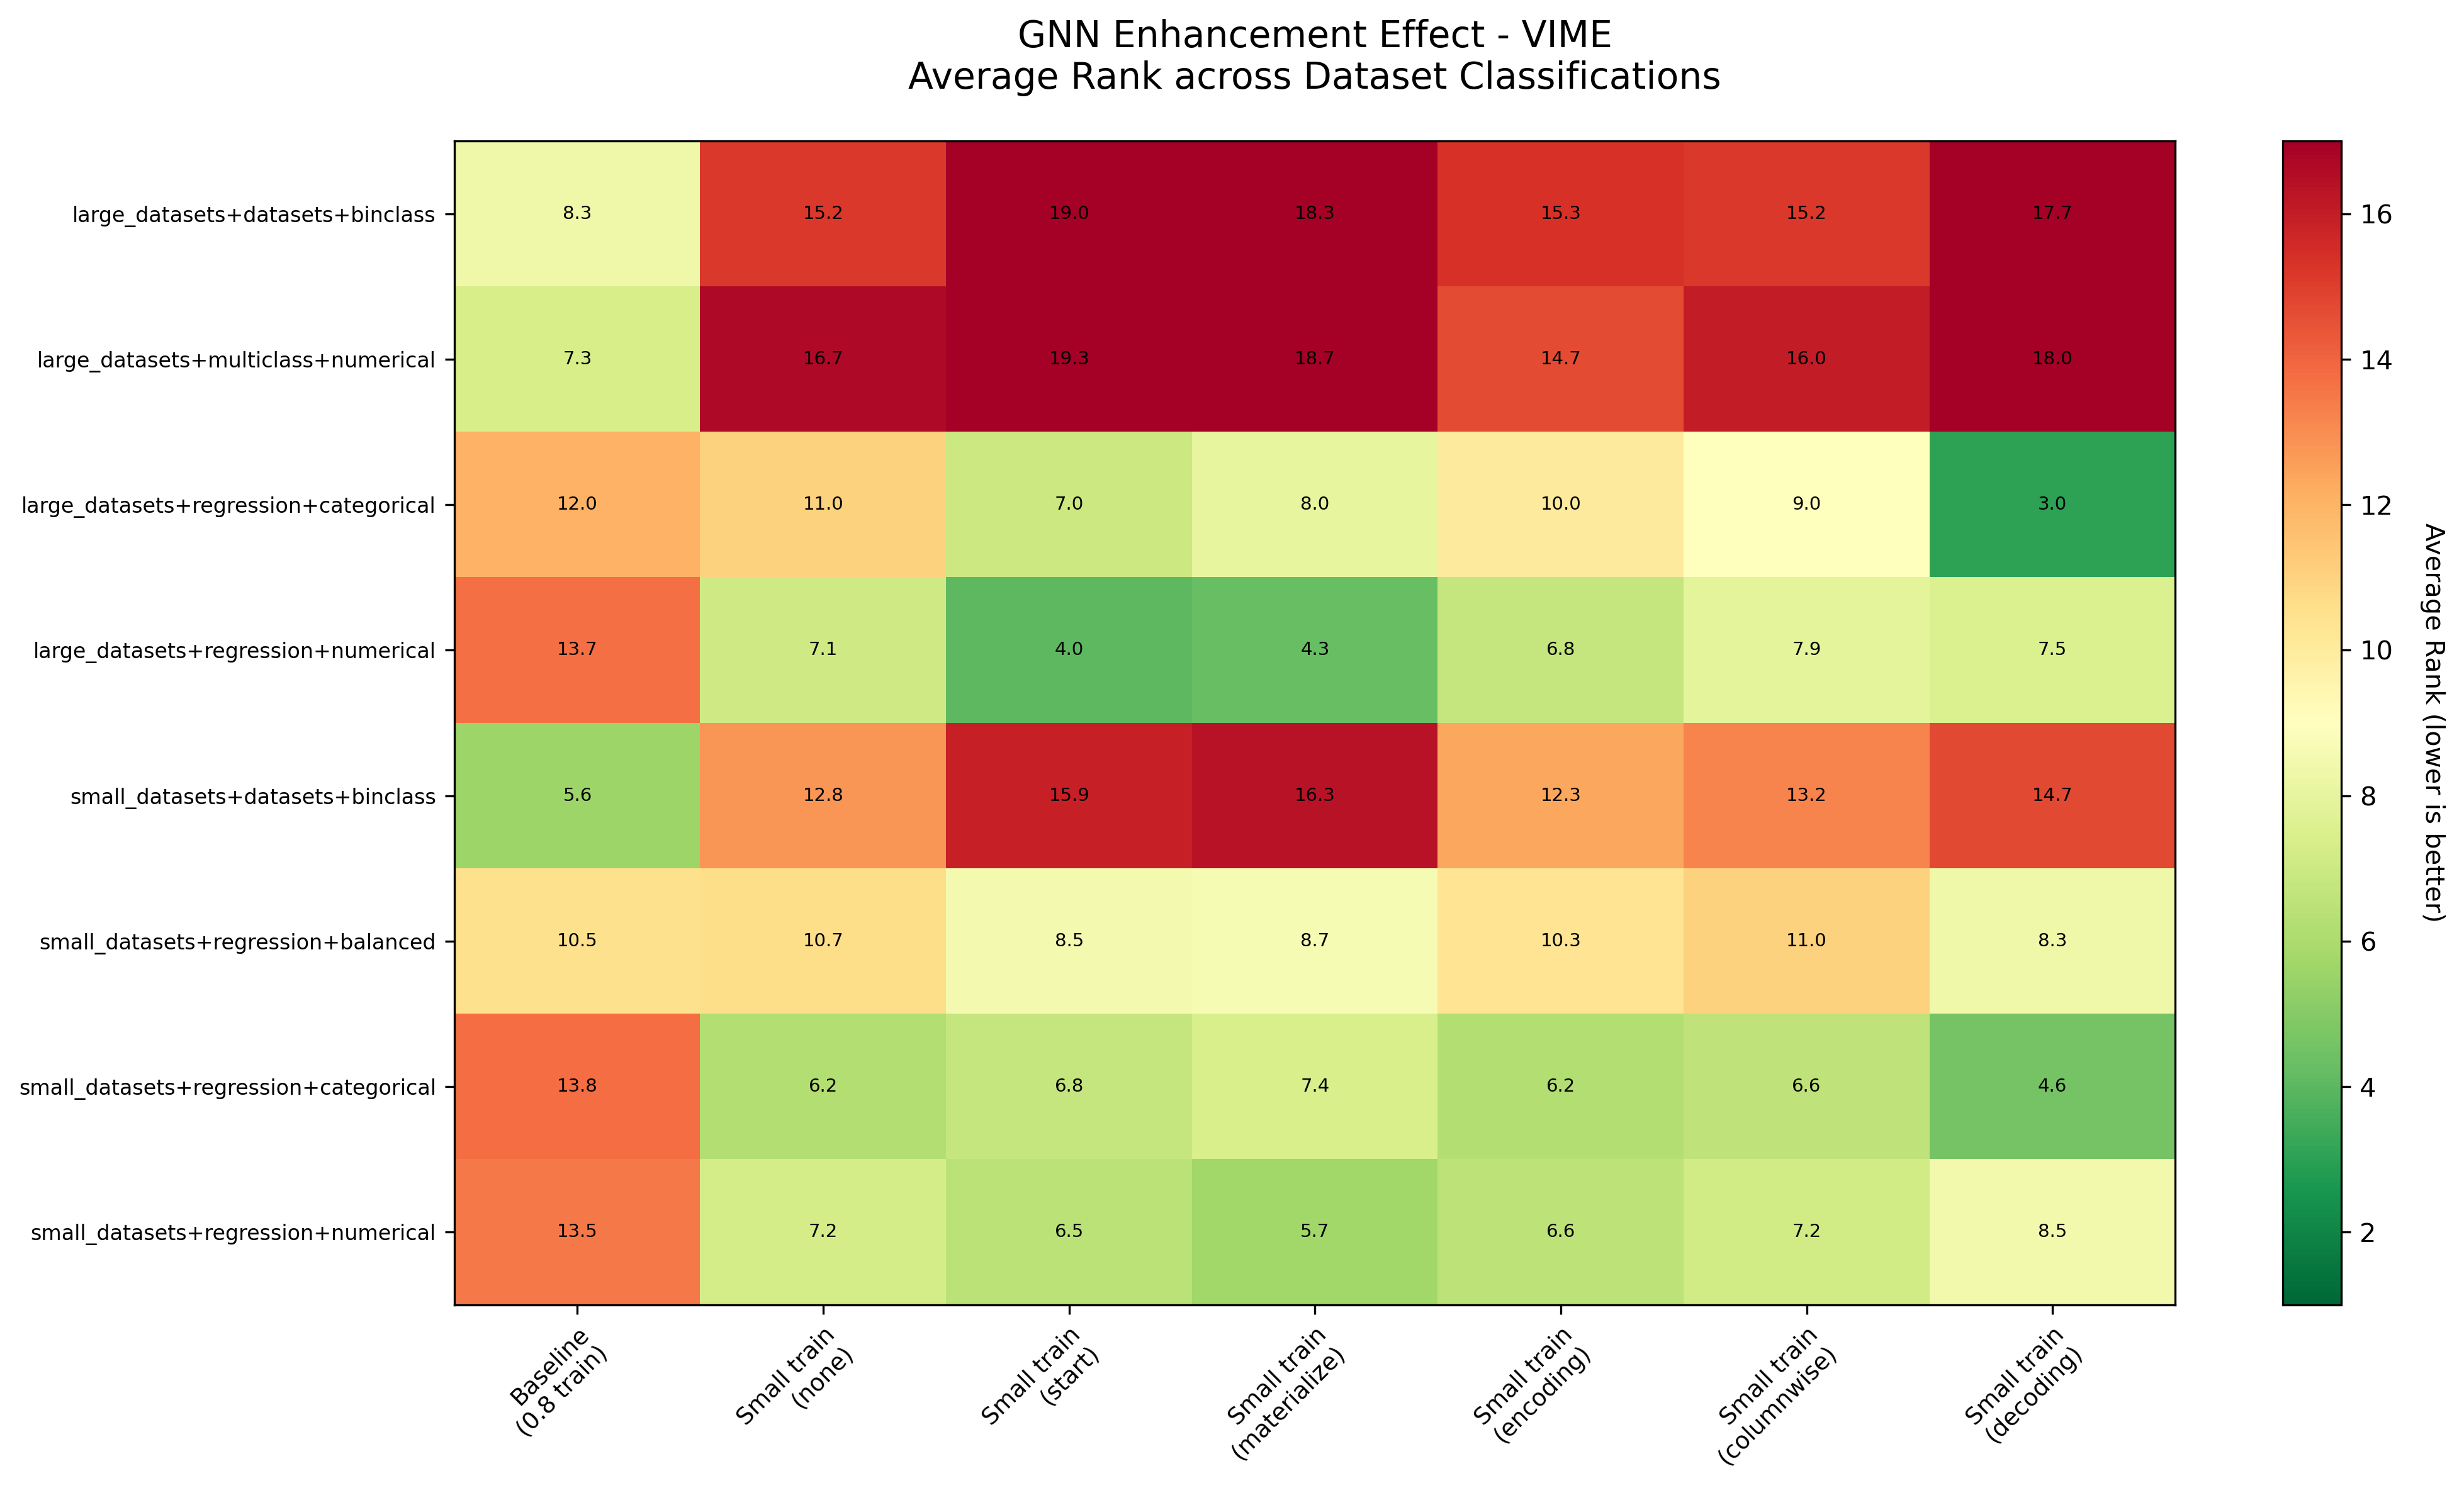 GNN Enhancement Effect - VIME
Average Rank across Dataset Classifications
large_datasets+datasets+binclass 8.3 15.2 19.0 18.3 15.3 15.2 17.7
large_datasets+multiclass+numerical 7.3 16.7 19.3 18.7 14.7 16.0 18.0
large_datasets+regression+categorical 12.0 11.0 7.0 8.0 10.0 9.0 3.0
large_datasets+regression+numerical 13.7 7.1 4.0 4.3 6.8 7.9 7.5
small_datasets+datasets+binclass 5.6 12.8 15.9 16.3 12.3 13.2 14.7
small_datasets+regression+balanced 10.5 10.7 8.5 8.7 10.3 11.0 8.3
small_datasets+regression+categorical 13.8 6.2 6.8 7.4 6.2 6.6 4.6
small_datasets+regression+numerical 13.5 7.2 6.5 5.7 6.6 7.2 8.5
Baseline
(0.8 train)
Small train
(none)
Small train
(start)
Small train
(materialize)
Small train
(encoding)
Small train
(columnwise)
Small train
(decoding)
16
14
12
10
8
6
4
2
Average Rank (lower is better)